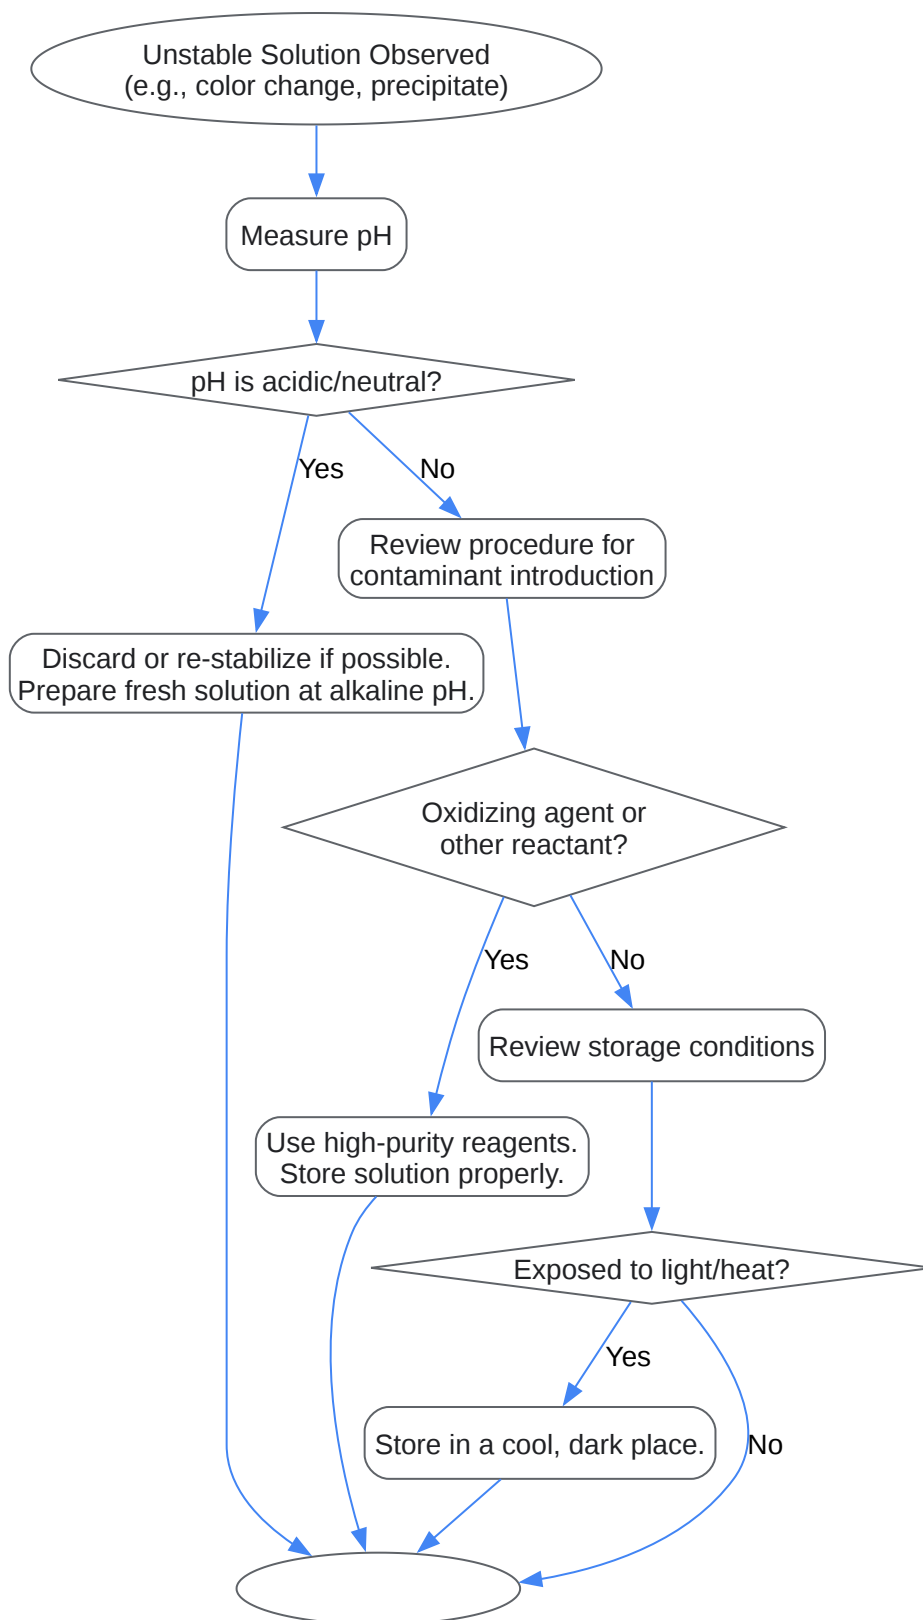 Unstable Solution Observed
(e.g., color change, precipitate)
Measure pH
pH is acidic/neutral?
Yes
No
Review procedure for
contaminant introduction
Discard or re-stabilize if possible.
Prepare fresh solution at alkaline pH.
Oxidizing agent or
other reactant?
Yes
No
Review storage conditions
Use high-purity reagents.
Store solution properly.
Exposed to light/heat?
Yes
Store in a cool, dark place.
No